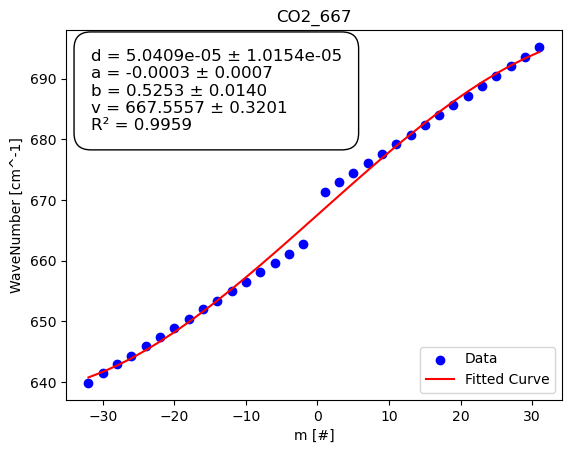 CO2_667
d = 5.0409e-05 ± 1.0154e-05
a = -0.0003 ± 0.0007
b = 0.5253 ± 0.0140
v = 667.5557 ± 0.3201
R² = 0.9959
WaveNumber [cm^-1]
690
680
670
660
650
640
Data
Fitted Curve
−30
−20
−10
0
10
20
30
m [#]